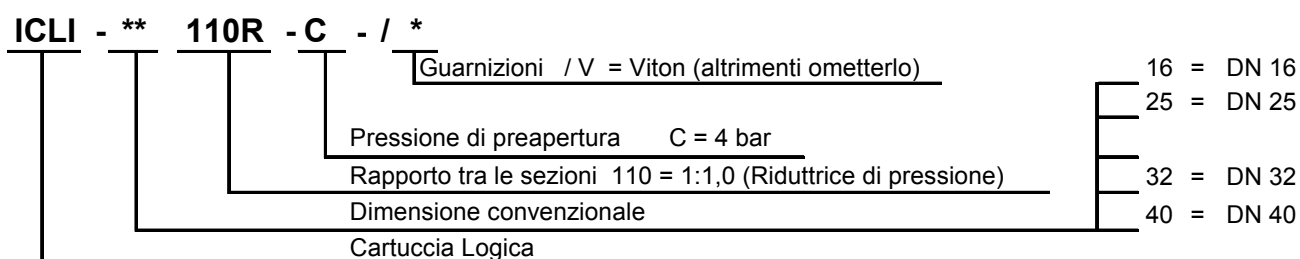 ICLI - ** 110R - C - / *
Guarnizioni / V = Viton (altrimenti ometterlo)
16 = DN 16
25 = DN 25
Pressione di preapertura C = 4 bar
Rapporto tra le sezioni 110 = 1:1,0 (Riduttrice di pressione)
32 = DN 32
Dimensione convenzionale
40 = DN 40
Cartuccia Logica